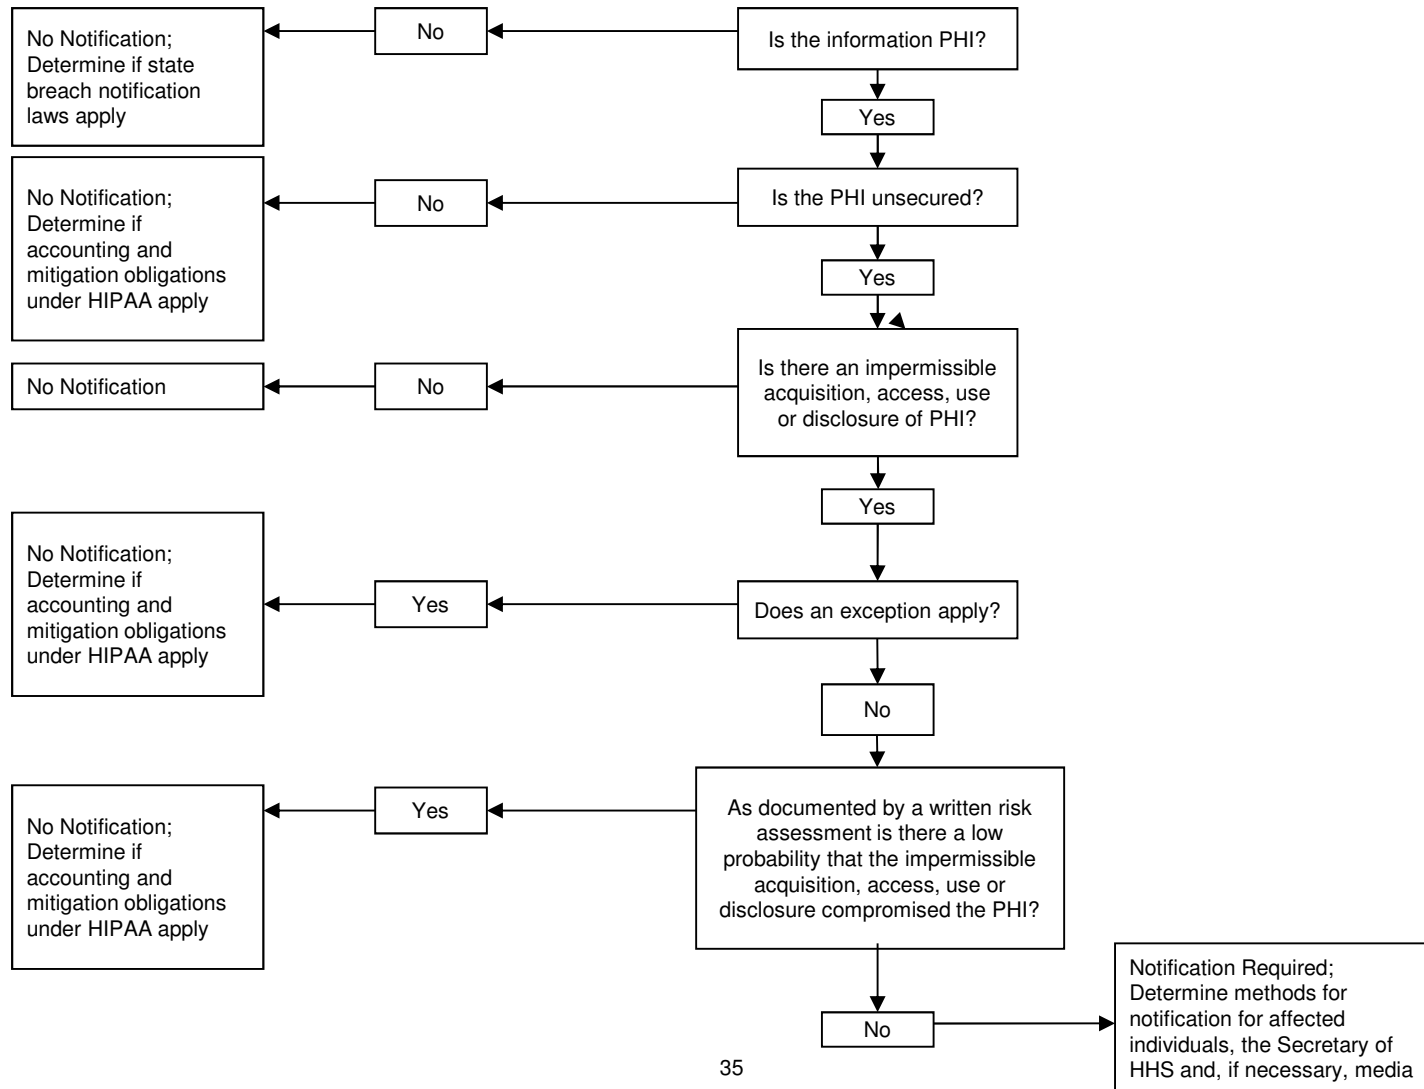 Is the information PHI?
No
No Notification;
Determine if state
breach notification
laws apply
Yes
Is the PHI unsecured?
No
No Notification;
Determine if
accounting and
mitigation obligations
under HIPAA apply
Yes
Is there an impermissible
acquisition, access, use
or disclosure of PHI?
No
No Notification
Yes
Does an exception apply?
Yes
No Notification;
Determine if
accounting and
mitigation obligations
under HIPAA apply
No
As documented by a written risk
assessment is there a low
probability that the impermissible
acquisition, access, use or
disclosure compromised the PHI?
Yes
No Notification;
Determine if
accounting and
mitigation obligations
under HIPAA apply
No
Notification Required;
Determine methods for
notification for affected
individuals, the Secretary of
HHS and, if necessary, media
35